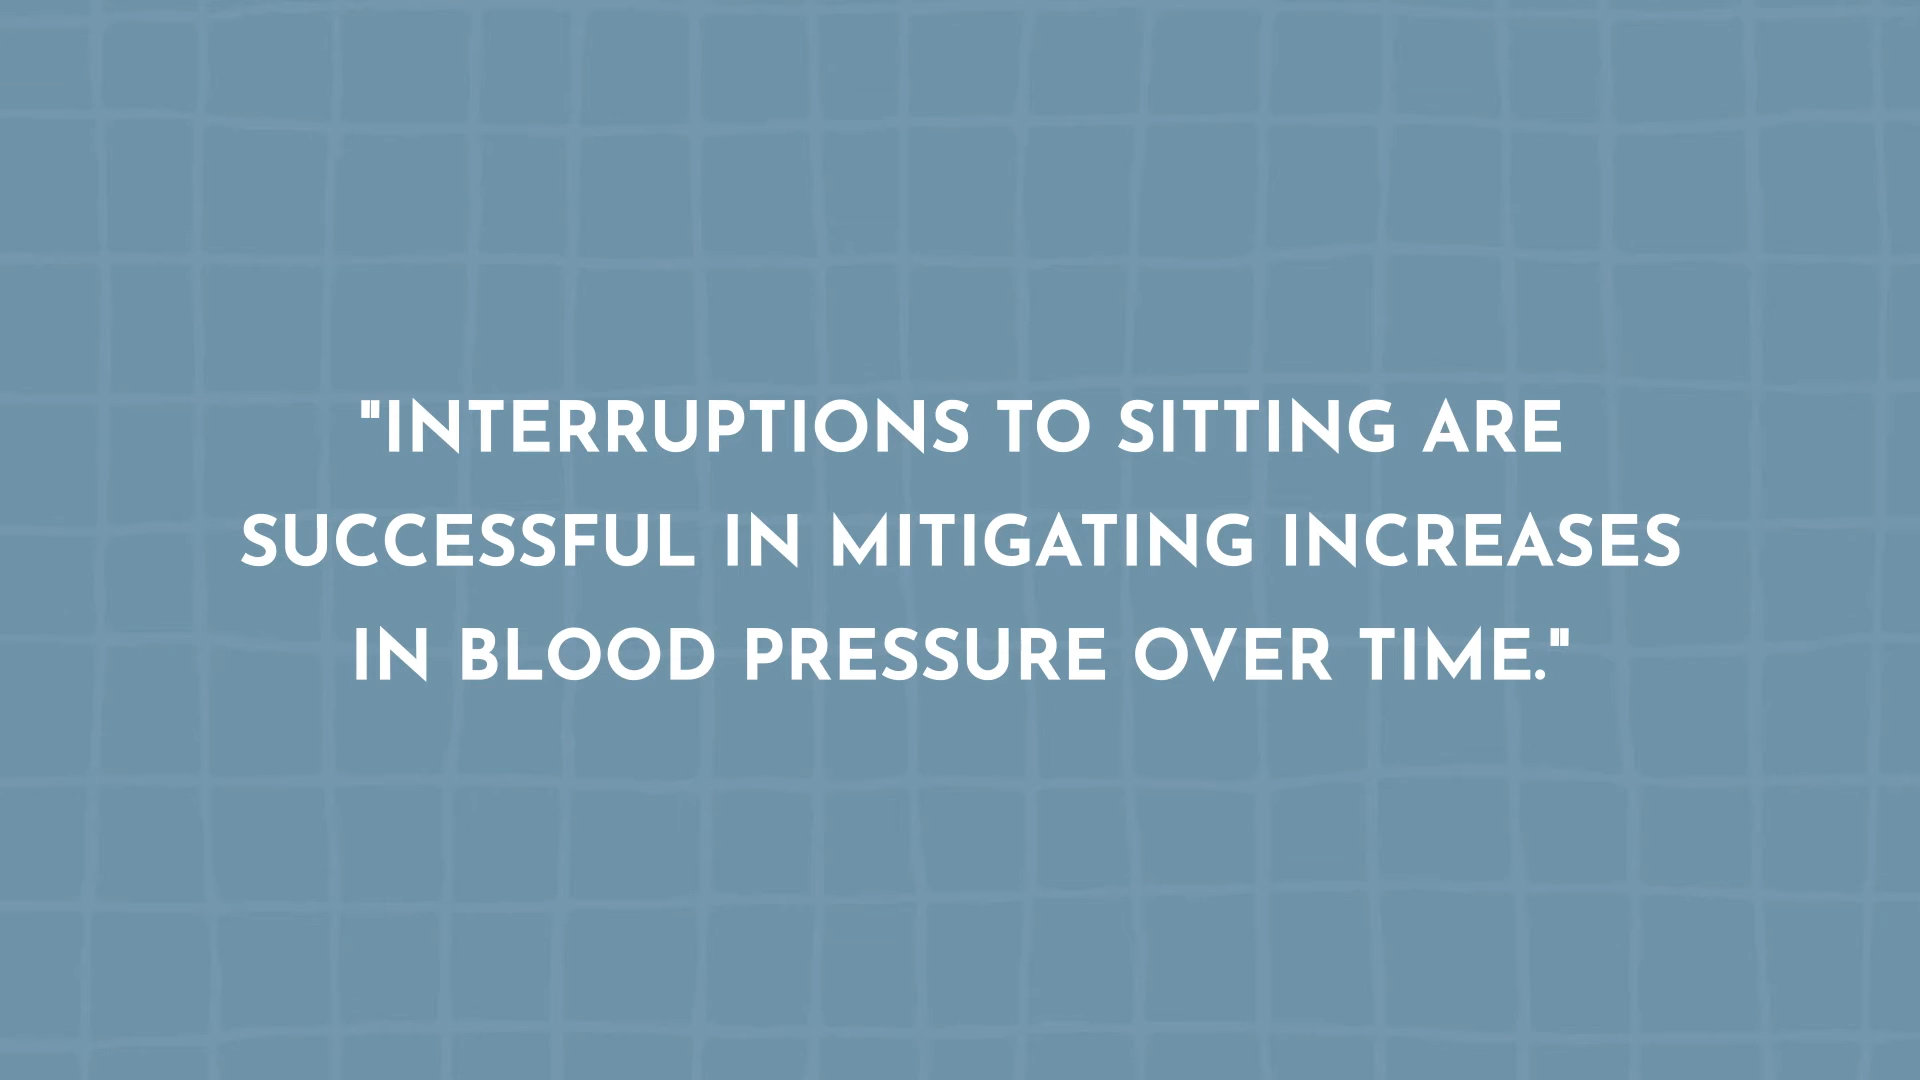 "INTERRUPTIONS TO SITTING ARE
SUCCESSFUL IN MITIGATING INCREASES
IN BLOOD PRESSURE OVER TIME."